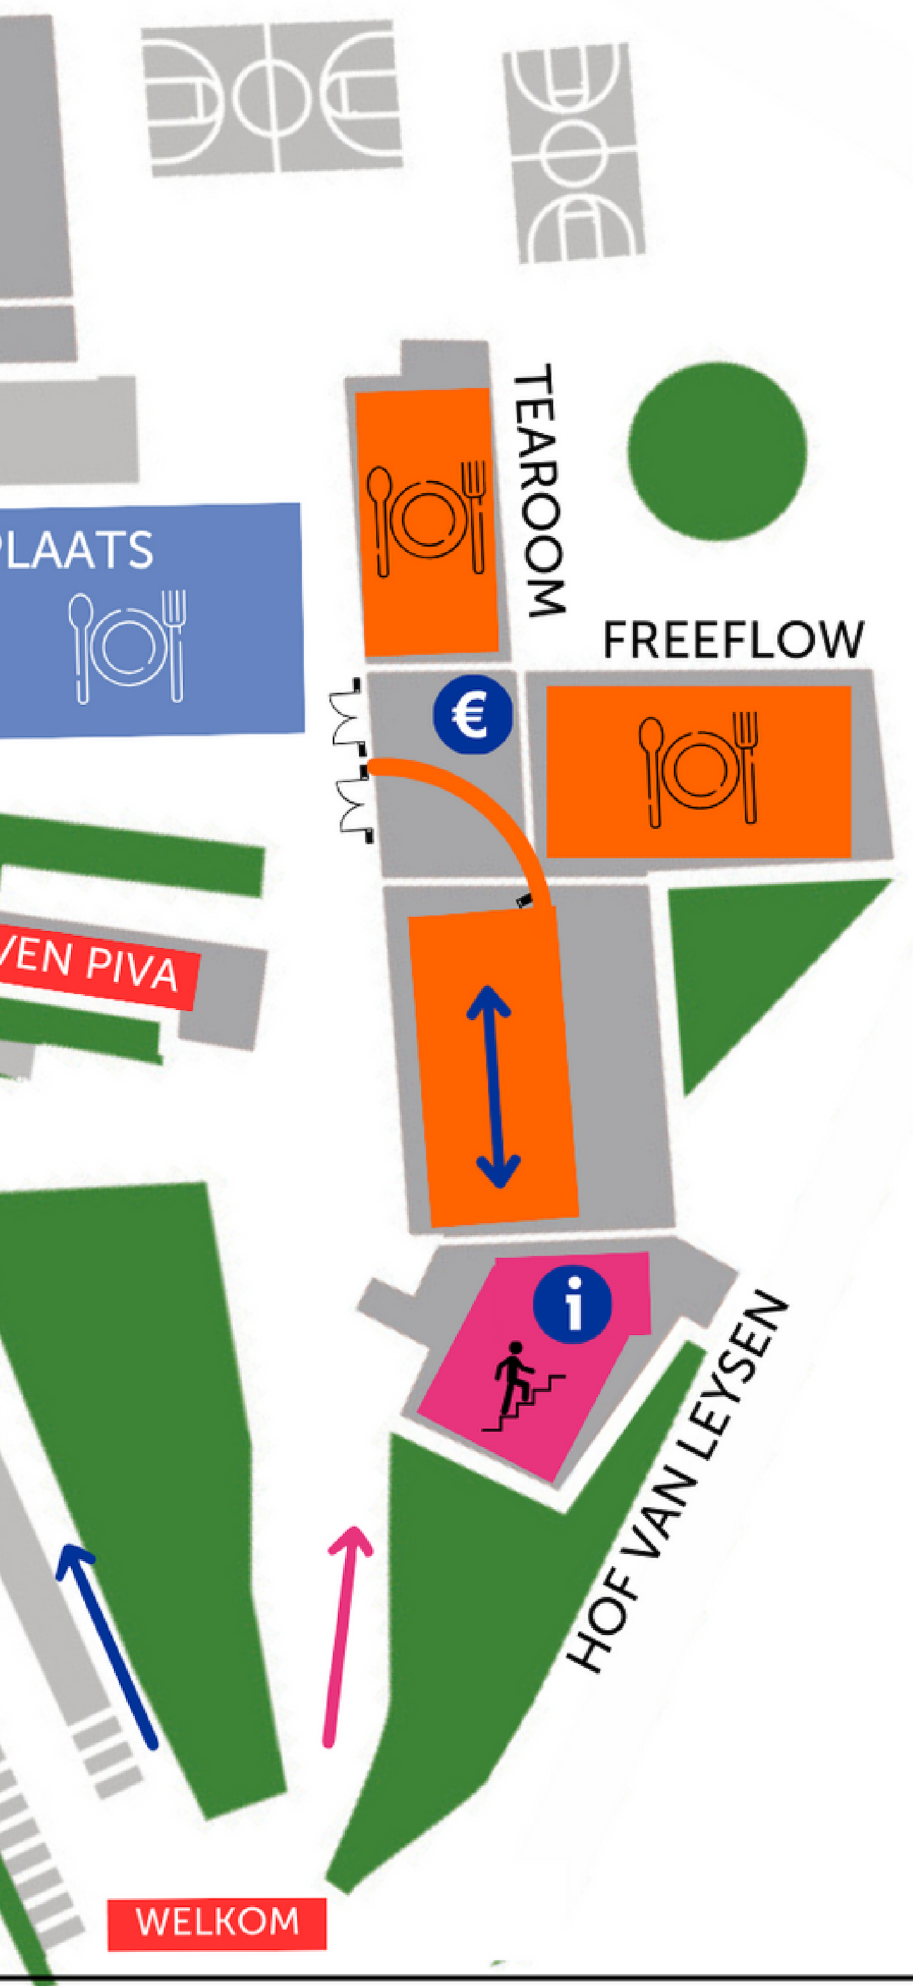 TEAROOM
PLAATS
FREEFLOW
€
VEN PIVA
i
HOF VAN LEYSEN
WELKOM